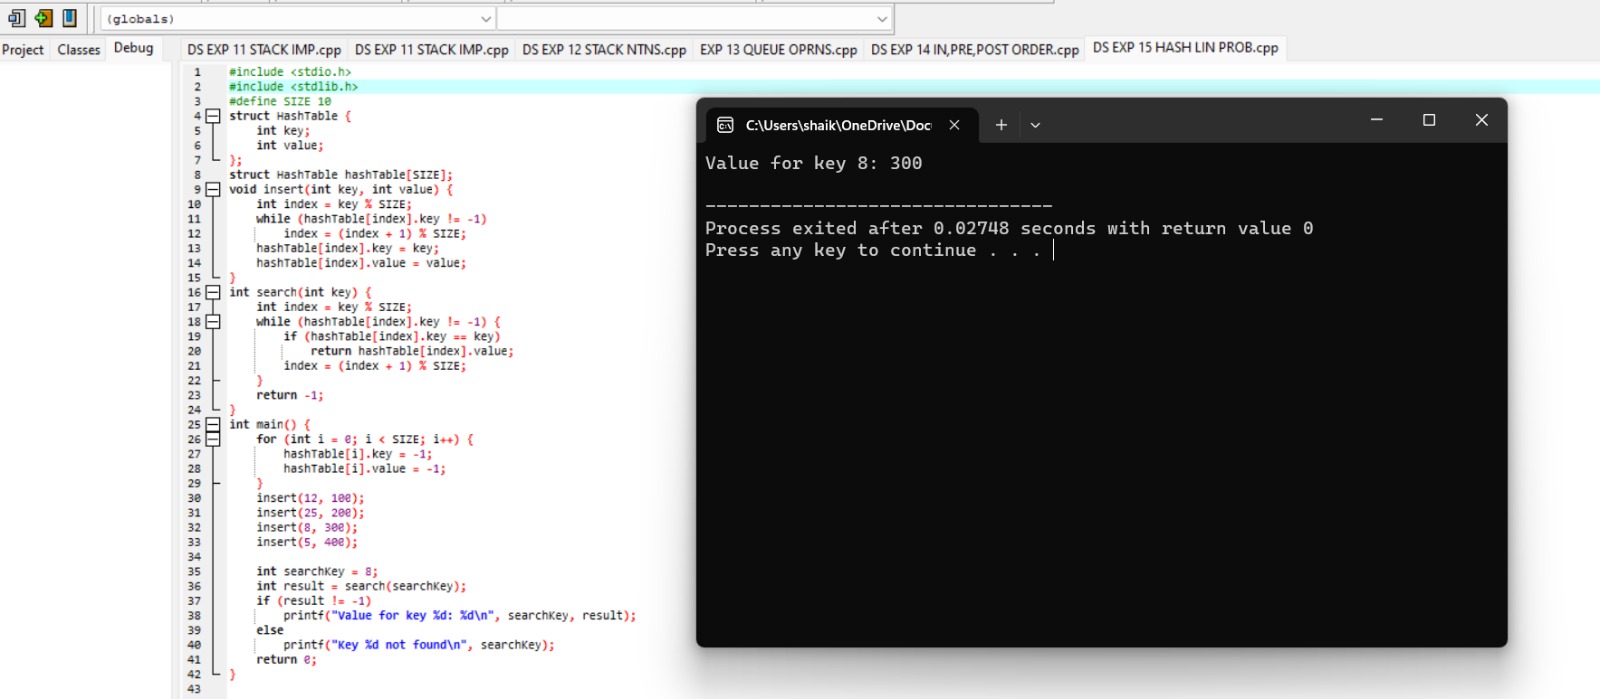 (globals)
Project Classes Debug DS EXP 11 STACK IMP.cpp DS EXP 11 STACK IMP.cpp DS EXP 12 STACK NTNS.cpp EXP 13 QUEUE OPRNS.cpp DS EXP 14 IN,PRE,POST ORDER.cpp DS EXP 15 HASH LIN PROB.cpp
1 #include <stdio.h>
2 #include <stdlib.h>
3 #define SIZE 10
4 struct HashTable {
5 int key;
6 int value;
7 };
8 struct HashTable hashTable[SIZE];
9 void insert(int key, int value) {
10 int index = key % SIZE;
11 while (hashTable[index].key != -1)
12 index = (index + 1) % SIZE;
13 hashTable[index].key = key;
14 hashTable[index].value = value;
15 }
16 int search(int key) {
17 int index = key % SIZE;
18 while (hashTable[index].key != -1) {
19 if (hashTable[index].key == key)
20 return hashTable[index].value;
21 index = (index + 1) % SIZE;
22 }
23 return -1;
24 }
25 int main() {
26 for (int i = 0; i < SIZE; i++) {
27 hashTable[i].key = -1;
28 hashTable[i].value = -1;
29 }
30 insert(12, 100);
31 insert(25, 200);
32 insert(8, 300);
33 insert(5, 400);
34
35 int searchKey = 8;
36 int result = search(searchKey);
37 if (result != -1)
38 printf("Value for key %d: %d\n", searchKey, result);
39 else
40 printf("Key %d not found\n", searchKey);
41 return 0;
42 }
43
C:\Users\shaik\OneDrive\Doc
Value for key 8: 300
--------------------------------
Process exited after 0.02748 seconds with return value 0
Press any key to continue . . .